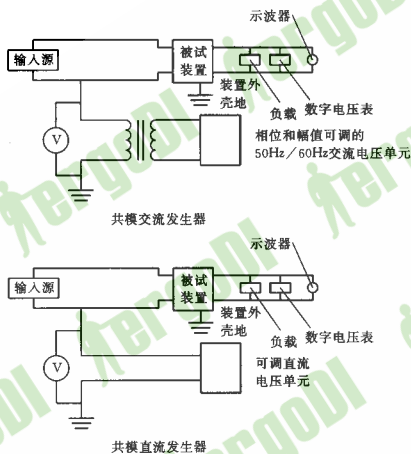 示波器
输入源
被试
装置
装置外
壳地
负载
数字电压表
V
相位和幅值可调的
50Hz/60Hz交流电压单元
共模交流发生器
示波器
输入源
被试
装置
装置外
壳地
负载
数字电压表
V
可调直流
电压单元
共模直流发生器